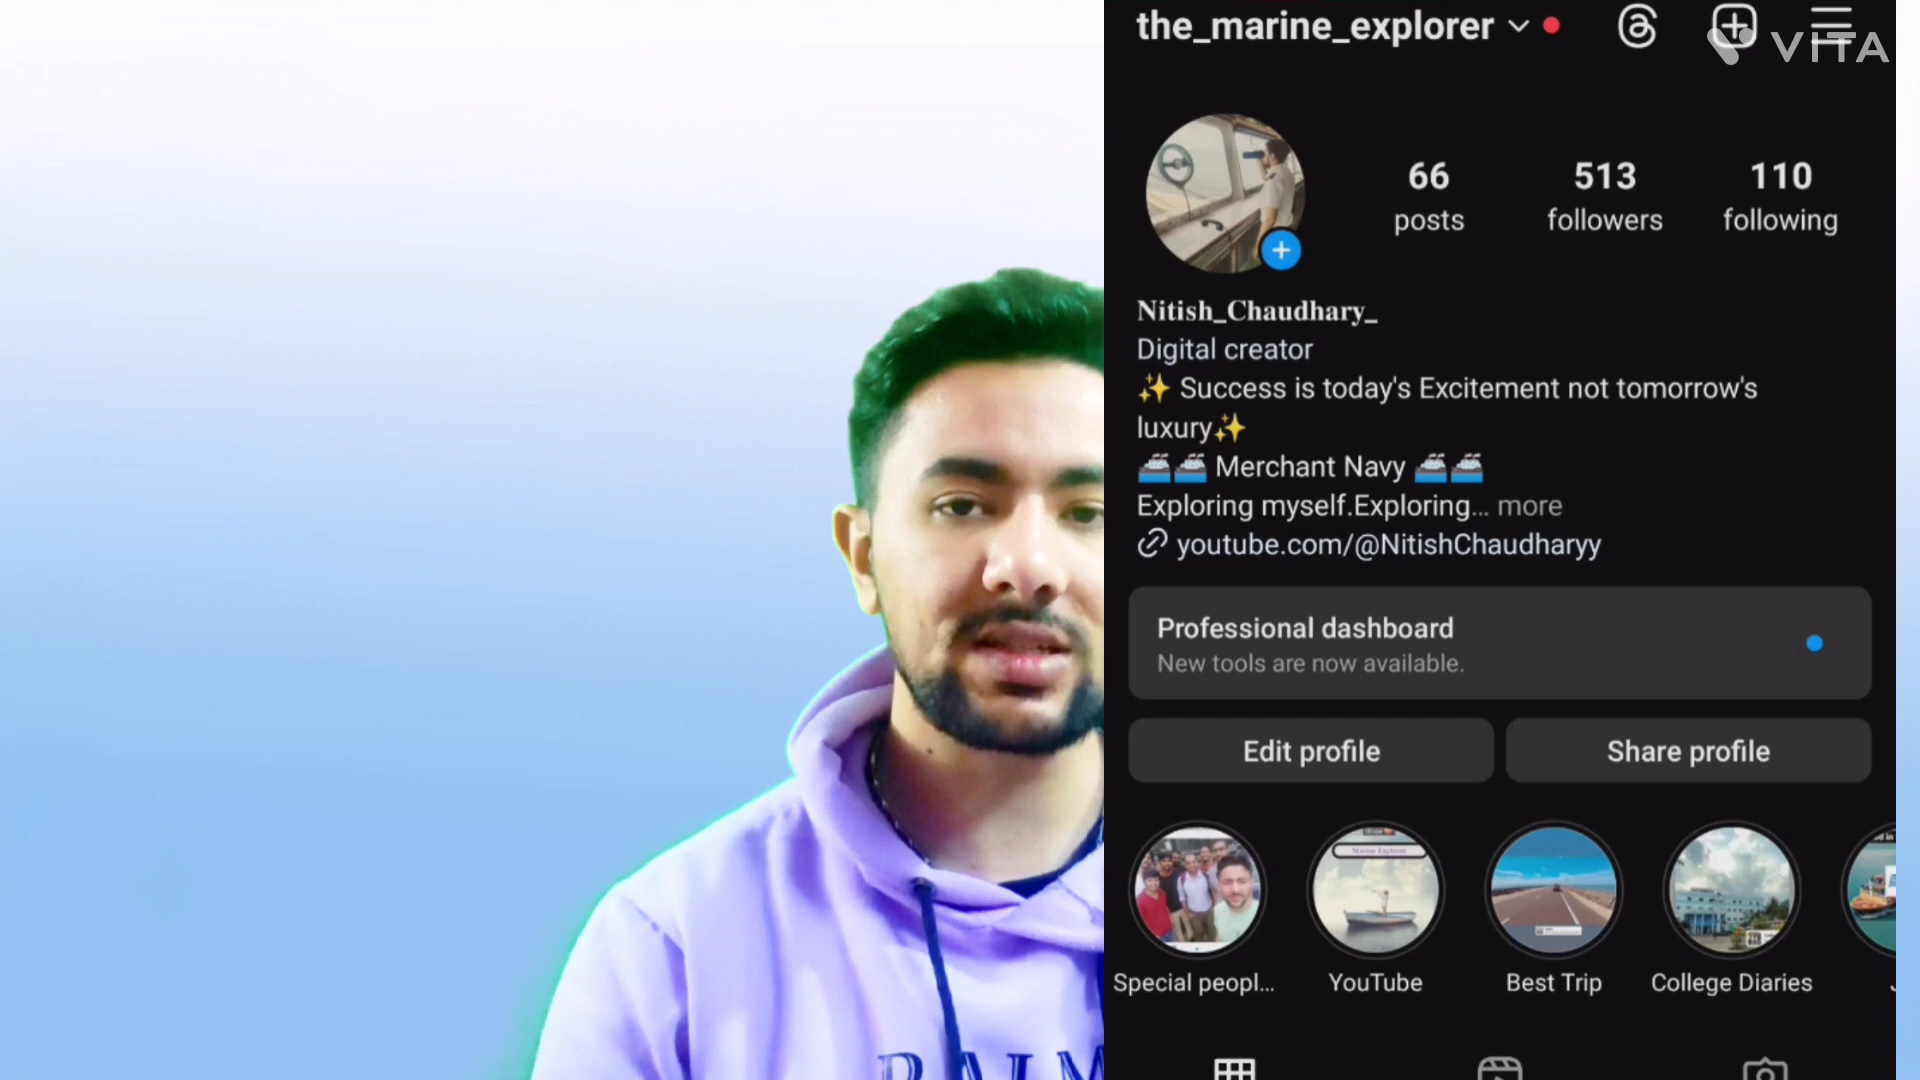 the_marine_explorer
VITA
66 513 110
posts followers following
𝐍𝐢𝐭𝐢𝐬𝐡_𝐂𝐡𝐚𝐮𝐝𝐡𝐚𝐫𝐲_
Digital creator
✨ Success is today's Excitement not tomorrow's
luxury✨
🛳🛳 Merchant Navy 🛳🛳
Exploring myself.Exploring... more
youtube.com/@NitishChaudharyy
Professional dashboard
New tools are now available.
Edit profile Share profile
Marine Explorer
Special peopl... YouTube Best Trip College Diaries